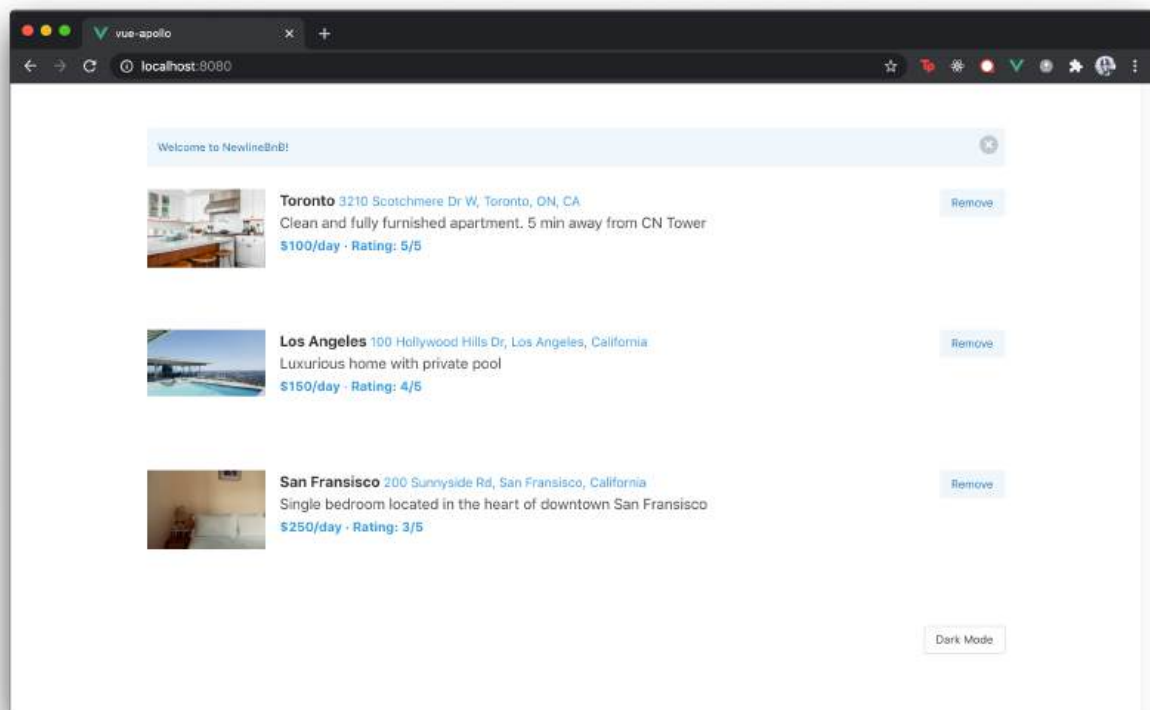 vue-apollo
localhost:8080
Welcome to NewlineBnB!
Toronto 3210 Scotchmere Dr W, Toronto, ON, CA
Remove
Clean and fully furnished apartment. 5 min away from CN Tower
$100/day · Rating: 5/5
Los Angeles 100 Hollywood Hills Dr, Los Angeles, California
Remove
Luxurious home with private pool
$150/day · Rating: 4/5
San Fransisco 200 Sunnyside Rd, San Fransisco, California
Remove
Single bedroom located in the heart of downtown San Fransisco
$250/day · Rating: 3/5
Dark Mode